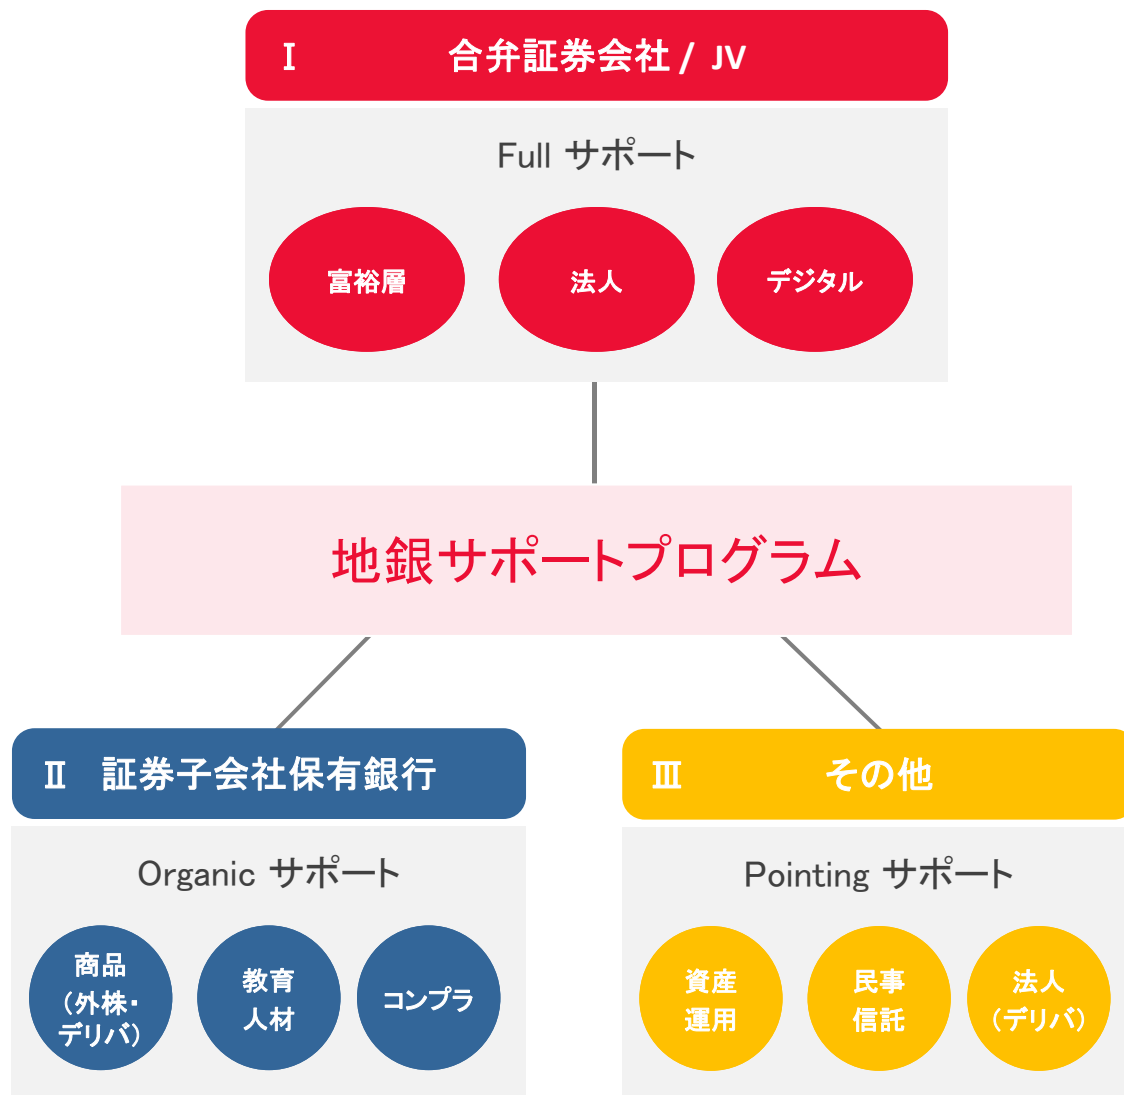 Ⅰ 合弁証券会社 / JV
Full サポート
富裕層
法人
デジタル
地銀サポートプログラム
Ⅱ 証券子会社保有銀行
Organic サポート
商品
（外株・
デリバ）
教育
人材
コンプラ
Ⅲ その他
Pointing サポート
資産
運用
民事
信託
法人
（デリバ）